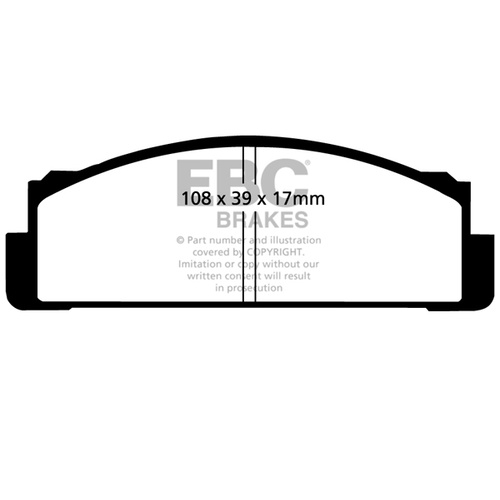 EBC
108 x 39 x 17mm
BRAKES
© Part number and illustration
covered by COPYRIGHT.
Imitation or copy without our
written consent will result
in prosecution